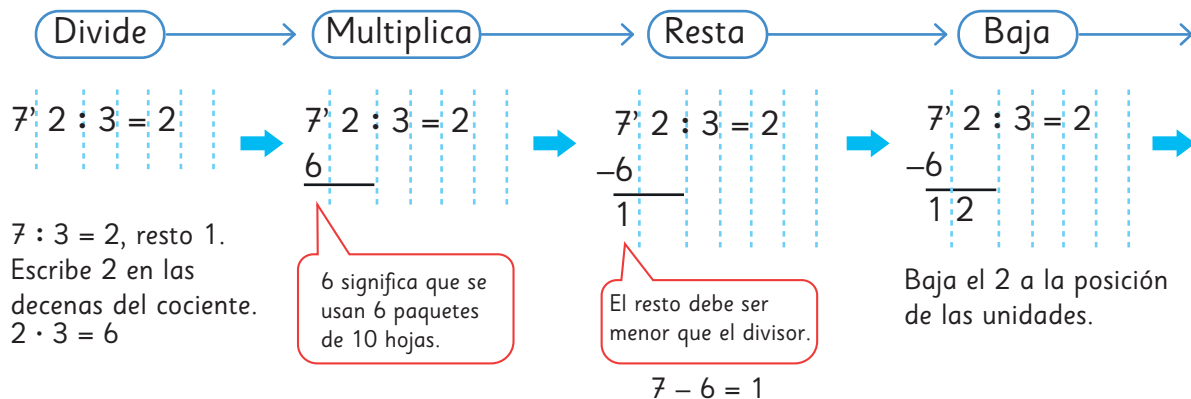 Divide
Multiplica
Resta
Baja
7' 2 : 3 = 2
7 : 3 = 2, resto 1.
Escribe 2 en las
decenas del cociente.
2 · 3 = 6
7' 2 : 3 = 2
6
6 significa que se
usan 6 paquetes
de 10 hojas.
7' 2 : 3 = 2
–6
1
El resto debe ser
menor que el divisor.
7 – 6 = 1
7' 2 : 3 = 2
–6
1 2
Baja el 2 a la posición
de las unidades.